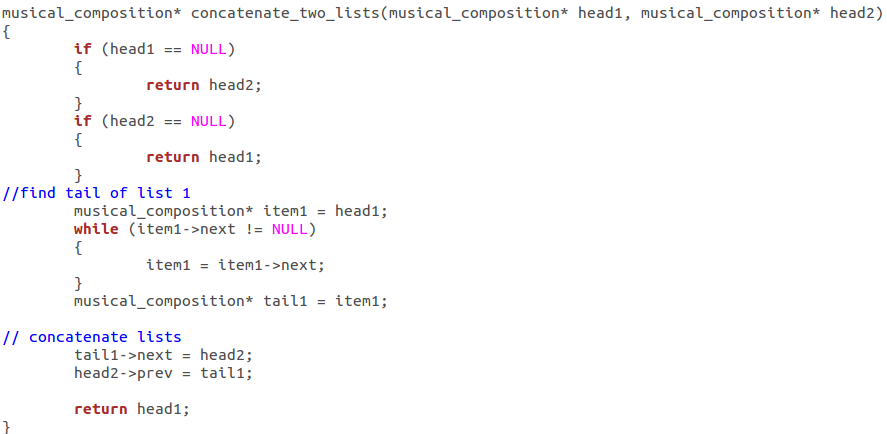 musical_composition* concatenate_two_lists(musical_composition* head1, musical_composition* head2)
{
        if (head1 == NULL)
        {
                return head2;
        }
        if (head2 == NULL)
        {
                return head1;
        }
//find tail of list 1
        musical_composition* item1 = head1;
        while (item1->next != NULL)
        {
                item1 = item1->next;
        }
        musical_composition* tail1 = item1;

// concatenate lists
        tail1->next = head2;
        head2->prev = tail1;

        return head1;
}